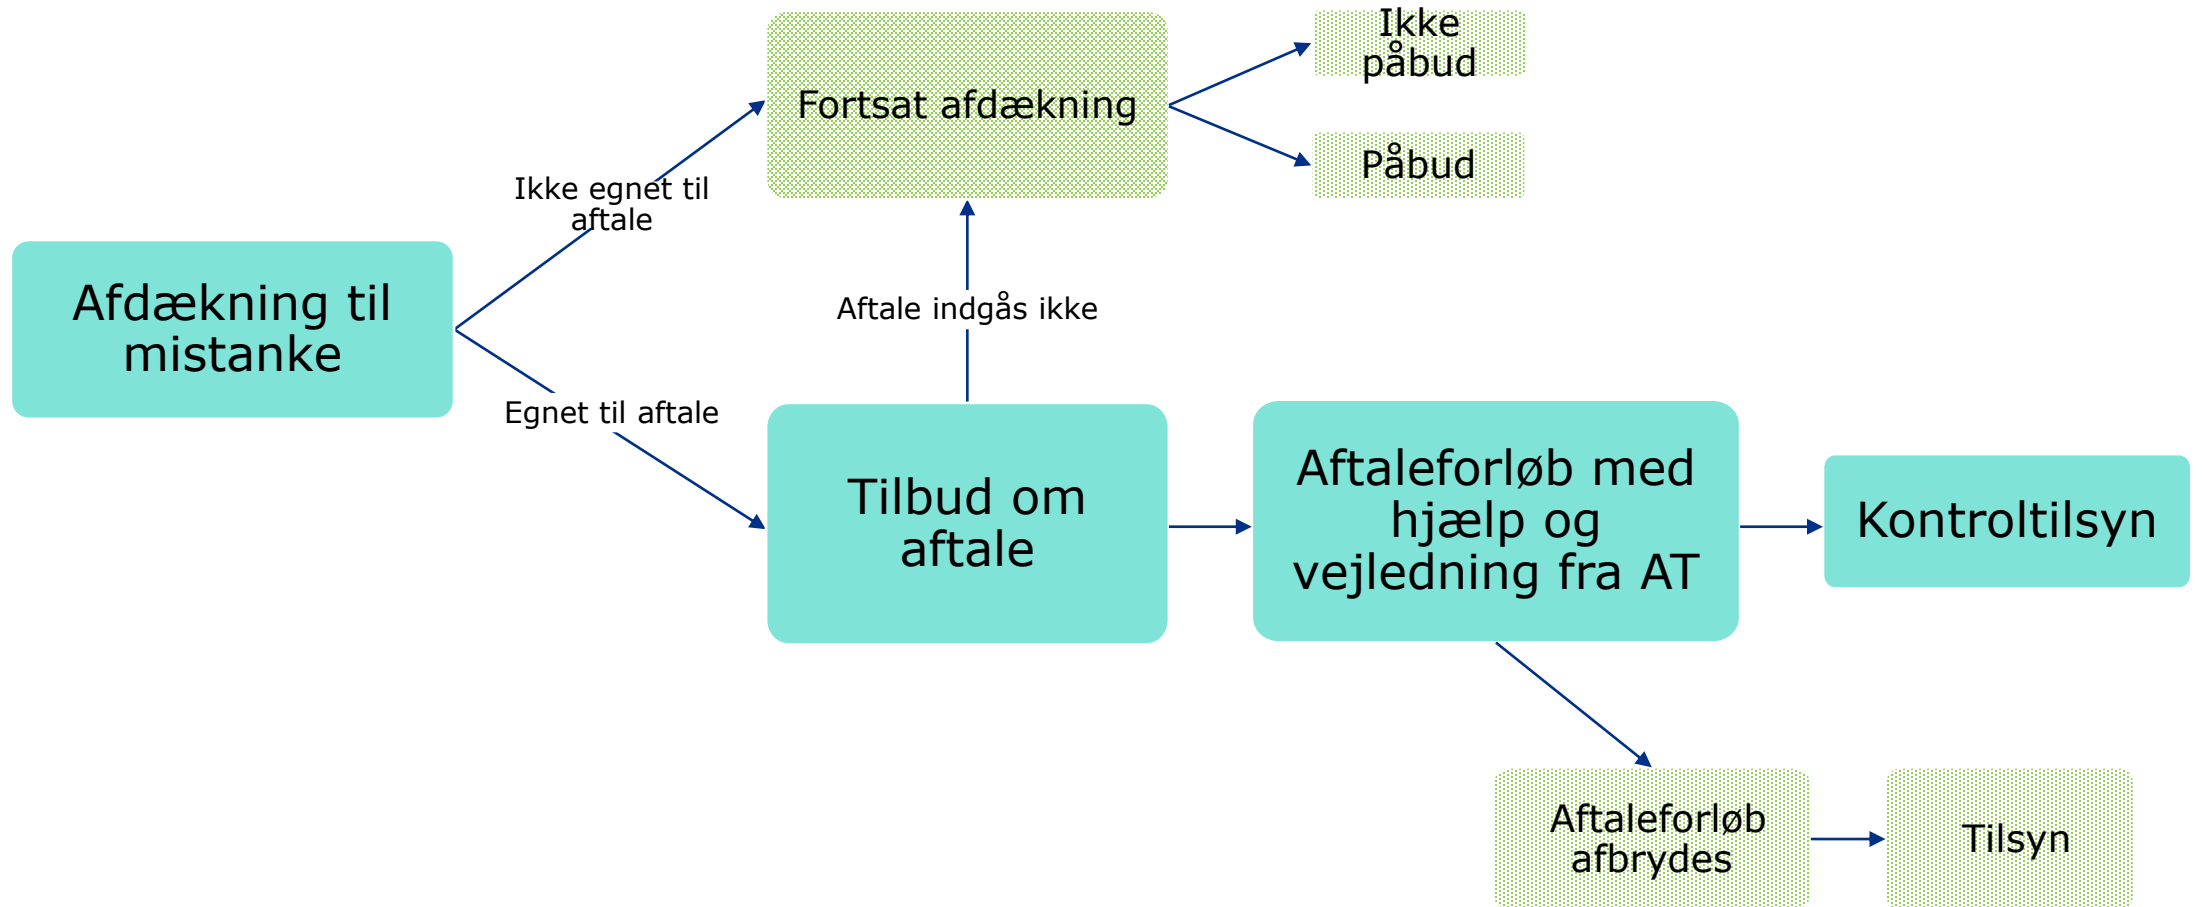 Ikke
påbud
Fortsat afdækning
Påbud
Ikke egnet til
aftale
Afdækning til
mistanke
Aftale indgås ikke
Egnet til aftale
Tilbud om
aftale
Aftaleforløb med
hjælp og
vejledning fra AT
Kontroltilsyn
Aftaleforløb
afbrydes
Tilsyn